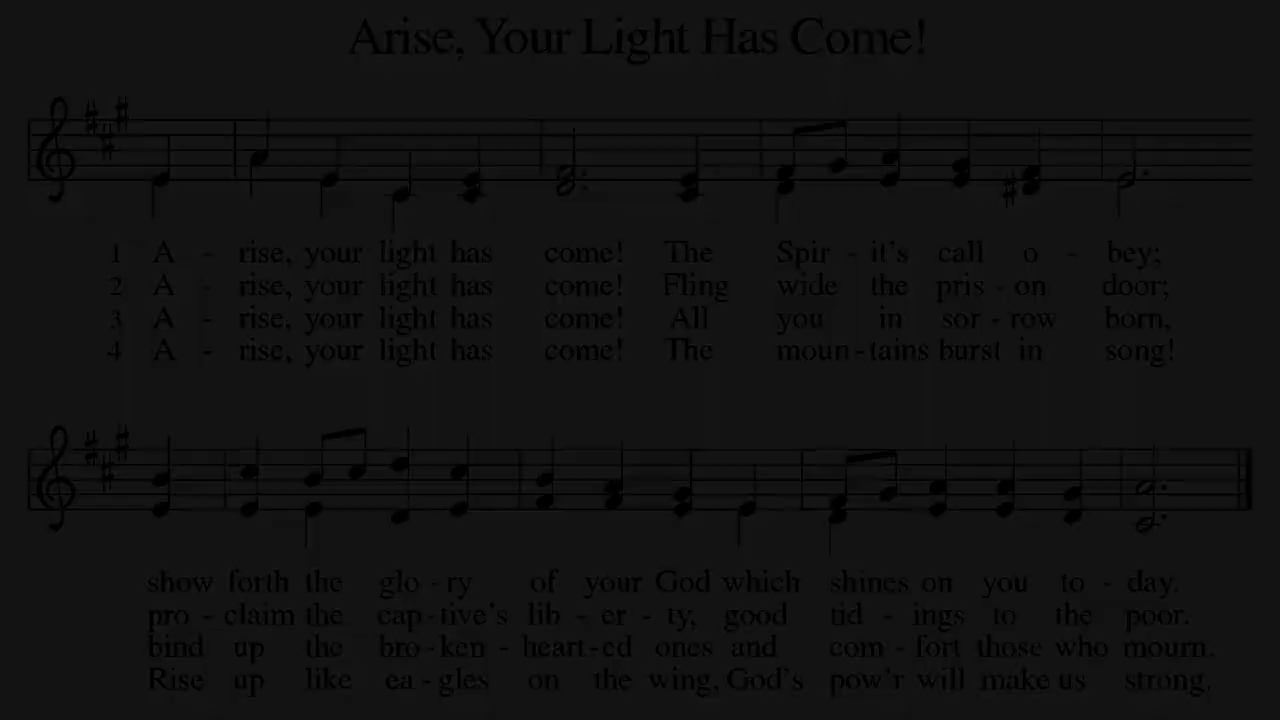 Arise, Your Light Has Come!
1 A - rise, your light has come! The Spir - it's call o - bey;
2 A - rise, your light has come! Fling wide the pris - on door;
3 A - rise, your light has come! All you in sor - row born,
4 A - rise, your light has come! The moun - tains burst in song!
show forth the glo - ry of your God which shines on you to - day.
pro - claim the cap - tive's lib - er - ty, good tid - ings to the poor.
bind up the bro - ken - heart - ed ones and com - fort those who mourn.
Rise up like ea - gles on the wing, God's pow'r will make us strong.